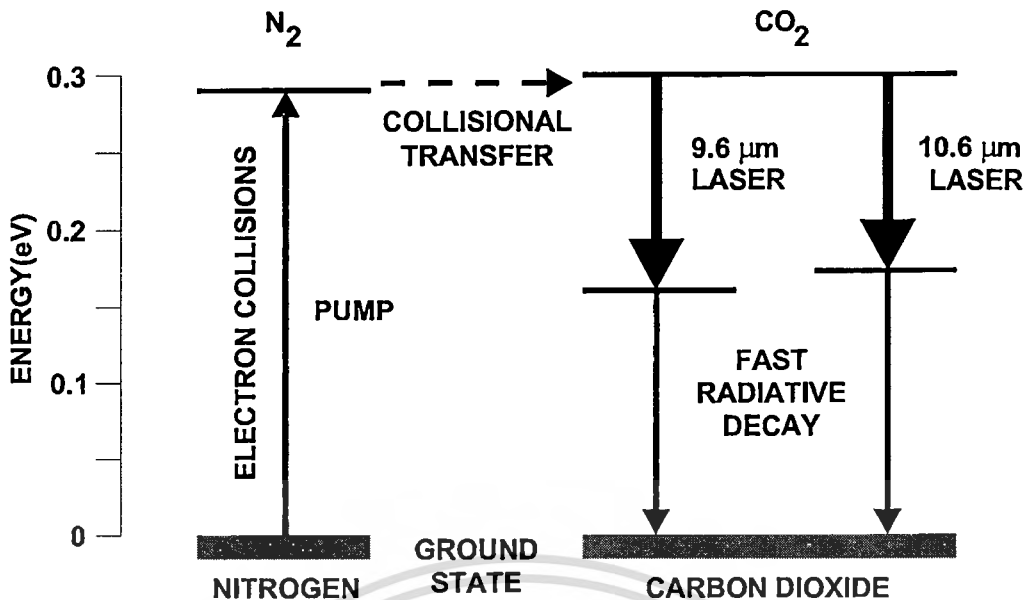 N₂
CO₂
0.3
0.2
0.1
0
ENERGY(eV)
ELECTRON COLLISIONS
PUMP
COLLISIONAL
TRANSFER
9.6 µm
LASER
10.6 µm
LASER
FAST
RADIATIVE
DECAY
GROUND
STATE
NITROGEN
CARBON DIOXIDE